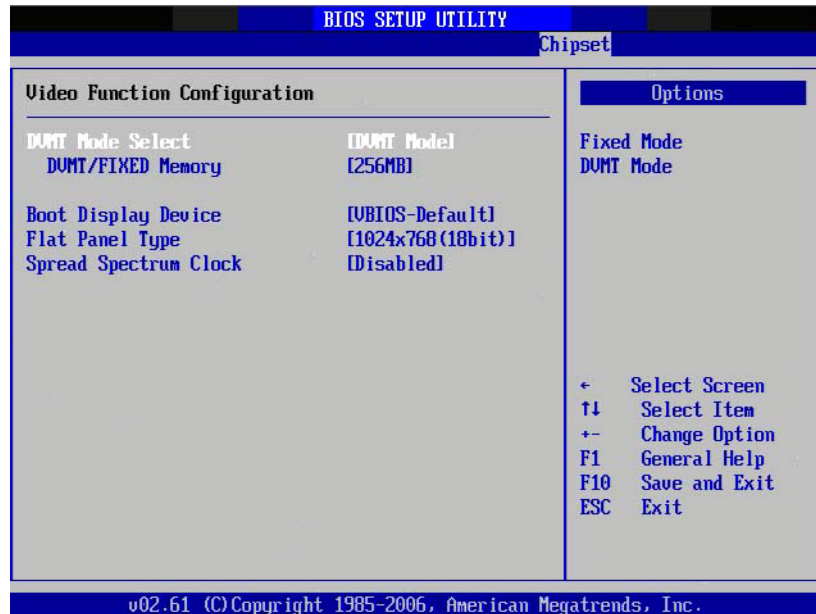 BIOS SETUP UTILITY
Chipset
Video Function Configuration
DVMT Mode Select [DVMT Mode]
DVMT/FIXED Memory [256MB]
Boot Display Device [VBIOS-Default]
Flat Panel Type [1024x768(18bit)]
Spread Spectrum Clock [Disabled]
Options
Fixed Mode
DVMT Mode
← Select Screen
↑↓ Select Item
+- Change Option
F1 General Help
F10 Save and Exit
ESC Exit
v02.61 (C)Copyright 1985-2006, American Megatrends, Inc.